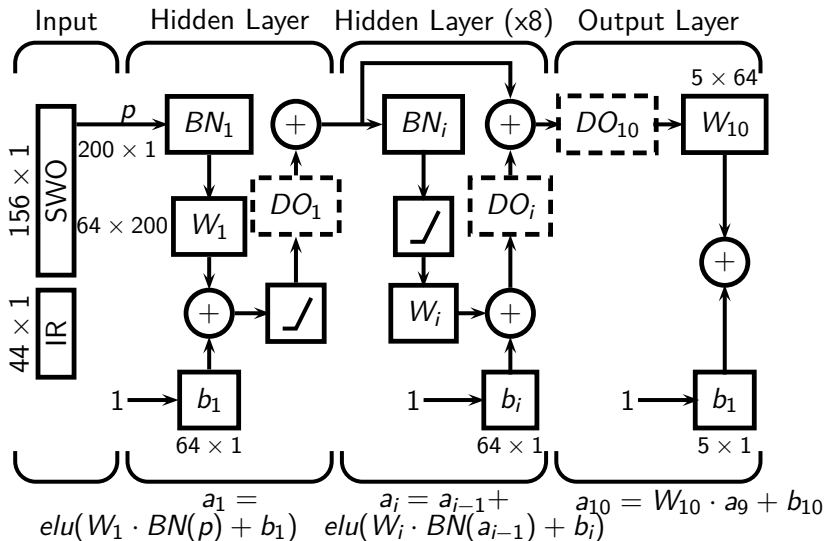 Input
Hidden Layer
Hidden Layer (x8)
Output Layer
5 × 64
p
BN₁
+
BNᵢ
+
DO₁₀
W₁₀
200 × 1
156 × 1
SWO
64 × 200
W₁
DO₁
DOᵢ
+
44 × 1
IR
+
Wᵢ
+
1
b₁
1
bᵢ
1
b₁
64 × 1
64 × 1
5 × 1
a₁ =
elu(W₁ · BN(p) + b₁)
aᵢ = aᵢ₋₁+
elu(Wᵢ · BN(aᵢ₋₁) + bᵢ)
a₁₀ = W₁₀ · a₉ + b₁₀